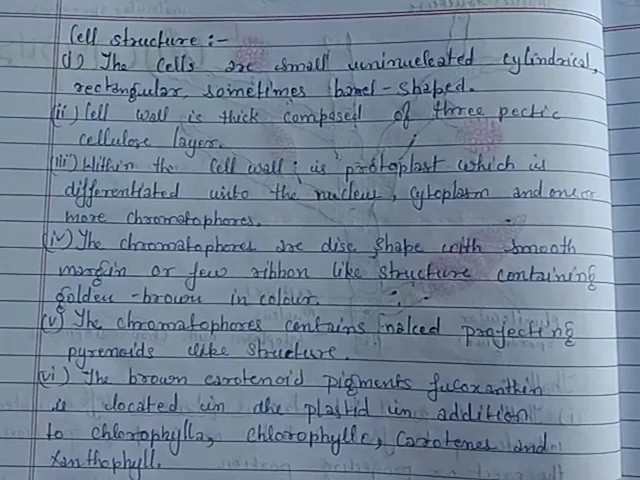 Cell structure :-
(i) The cells are small uninucleated cylindrical,
rectangular, sometimes barrel-shaped.
(ii) Cell wall is thick composed of three pectic
cellulose layer.
(iii) Within the cell wall, is protoplast which is
differentiated into the nucleus, cytoplasm and one or
more chromatophores.
(iv) The chromatophores are disc shape with smooth
margin or few ribbon like structure containing
golden-brown in colour.
(v) The chromatophores contains naked projecting
pyrenoids like structure.
(vi) The brown carotenoid pigments fucoxanthin
is located in the plastid in addition
to chlorophylla, chlorophyllc, carotenes and
xanthophyll.